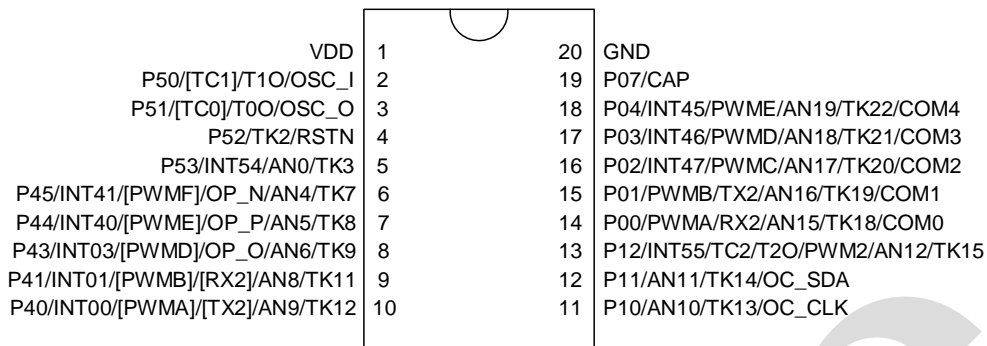 VDD 1 20 GND
P50/[TC1]/T1O/OSC_I 2 19 P07/CAP
P51/[TC0]/T0O/OSC_O 3 18 P04/INT45/PWME/AN19/TK22/COM4
P52/TK2/RSTN 4 17 P03/INT46/PWMD/AN18/TK21/COM3
P53/INT54/AN0/TK3 5 16 P02/INT47/PWMC/AN17/TK20/COM2
P45/INT41/[PWMF]/OP_N/AN4/TK7 6 15 P01/PWMB/TX2/AN16/TK19/COM1
P44/INT40/[PWME]/OP_P/AN5/TK8 7 14 P00/PWMA/RX2/AN15/TK18/COM0
P43/INT03/[PWMD]/OP_O/AN6/TK9 8 13 P12/INT55/TC2/T2O/PWM2/AN12/TK15
P41/INT01/[PWMB]/[RX2]/AN8/TK11 9 12 P11/AN11/TK14/OC_SDA
P40/INT00/[PWMA]/[TX2]/AN9/TK12 10 11 P10/AN10/TK13/OC_CLK